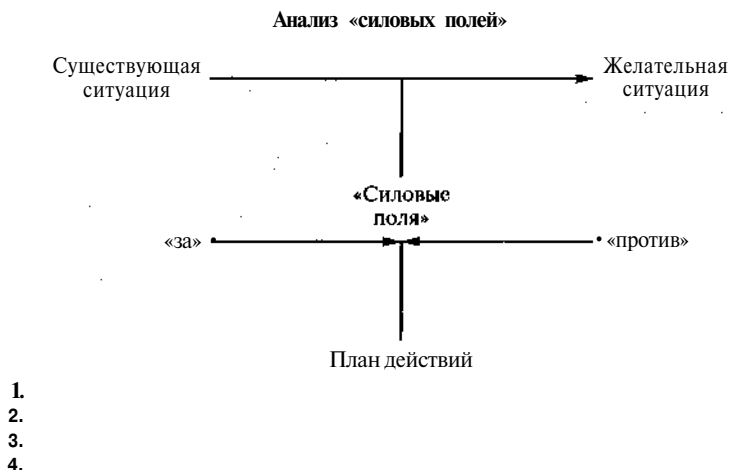 Анализ «силовых полей»
Существующая
ситуация
Желательная
ситуация
«Силовые
поля»
«за»
«против»
План действий
1.
2.
3.
4.